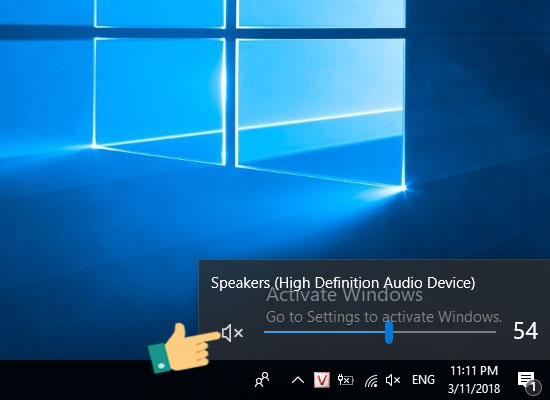 Speakers (High Definition Audio Device)
Activate Windows
Go to Settings to activate Windows.
54
V
ENG
11:11 PM
3/11/2018
1